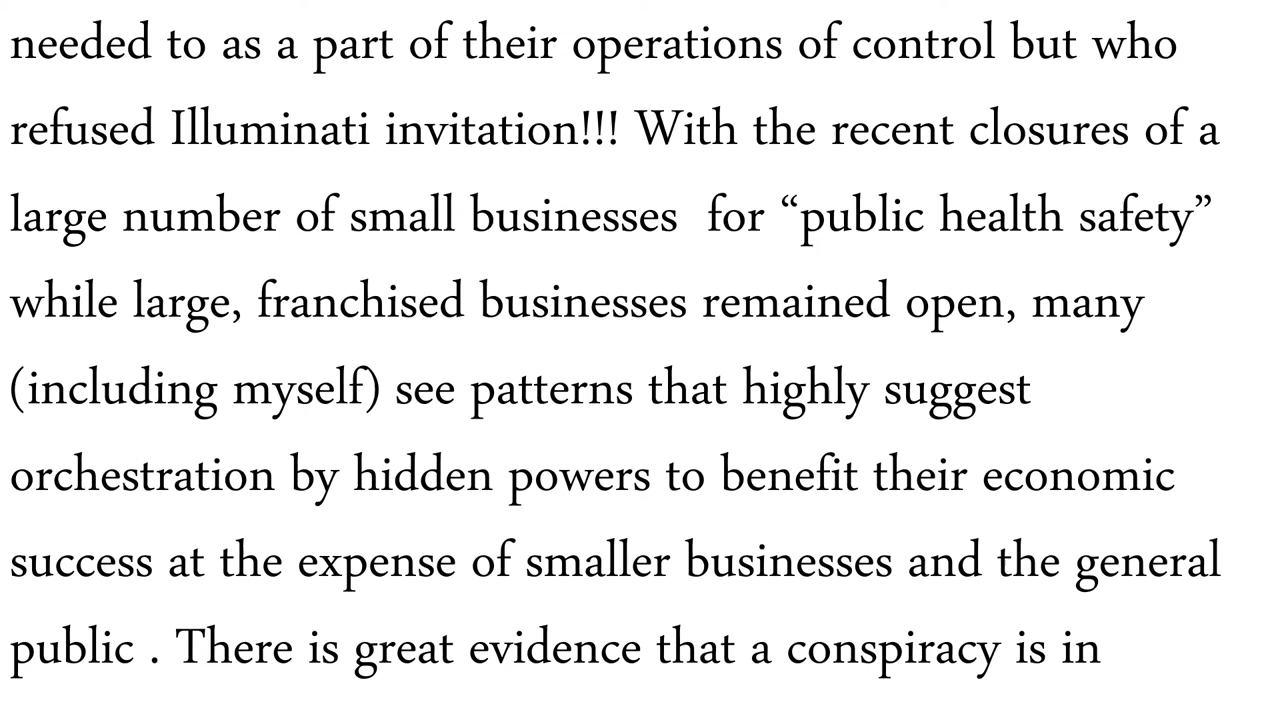 needed to as a part of their operations of control but who
refused Illuminati invitation!!! With the recent closures of a
large number of small businesses  for “public health safety”
while large, franchised businesses remained open, many
(including myself) see patterns that highly suggest
orchestration by hidden powers to benefit their economic
success at the expense of smaller businesses and the general
public . There is great evidence that a conspiracy is in